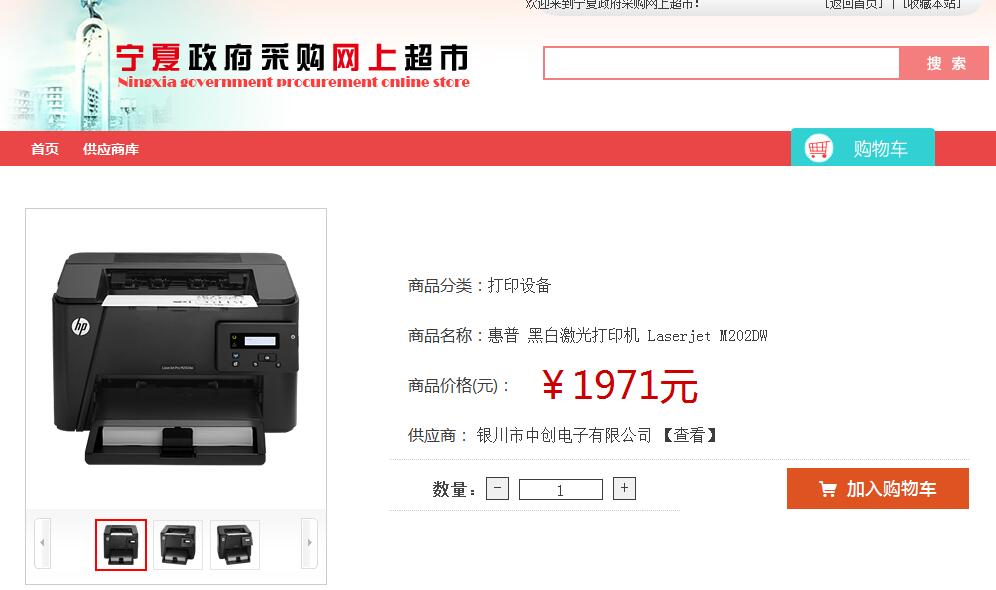 欢迎来到宁夏政府采购网上超市！ [返回首页] | [收藏本站]
宁夏政府采购网上超市
Ningxia government procurement online store
搜 索
首页 供应商库
购物车
hp
商品分类：打印设备
商品名称：惠普 黑白激光打印机 Laserjet M202DW
商品价格(元)： ￥1971元
供应商： 银川市中创电子有限公司 【查看】
数量： - 1 +
加入购物车